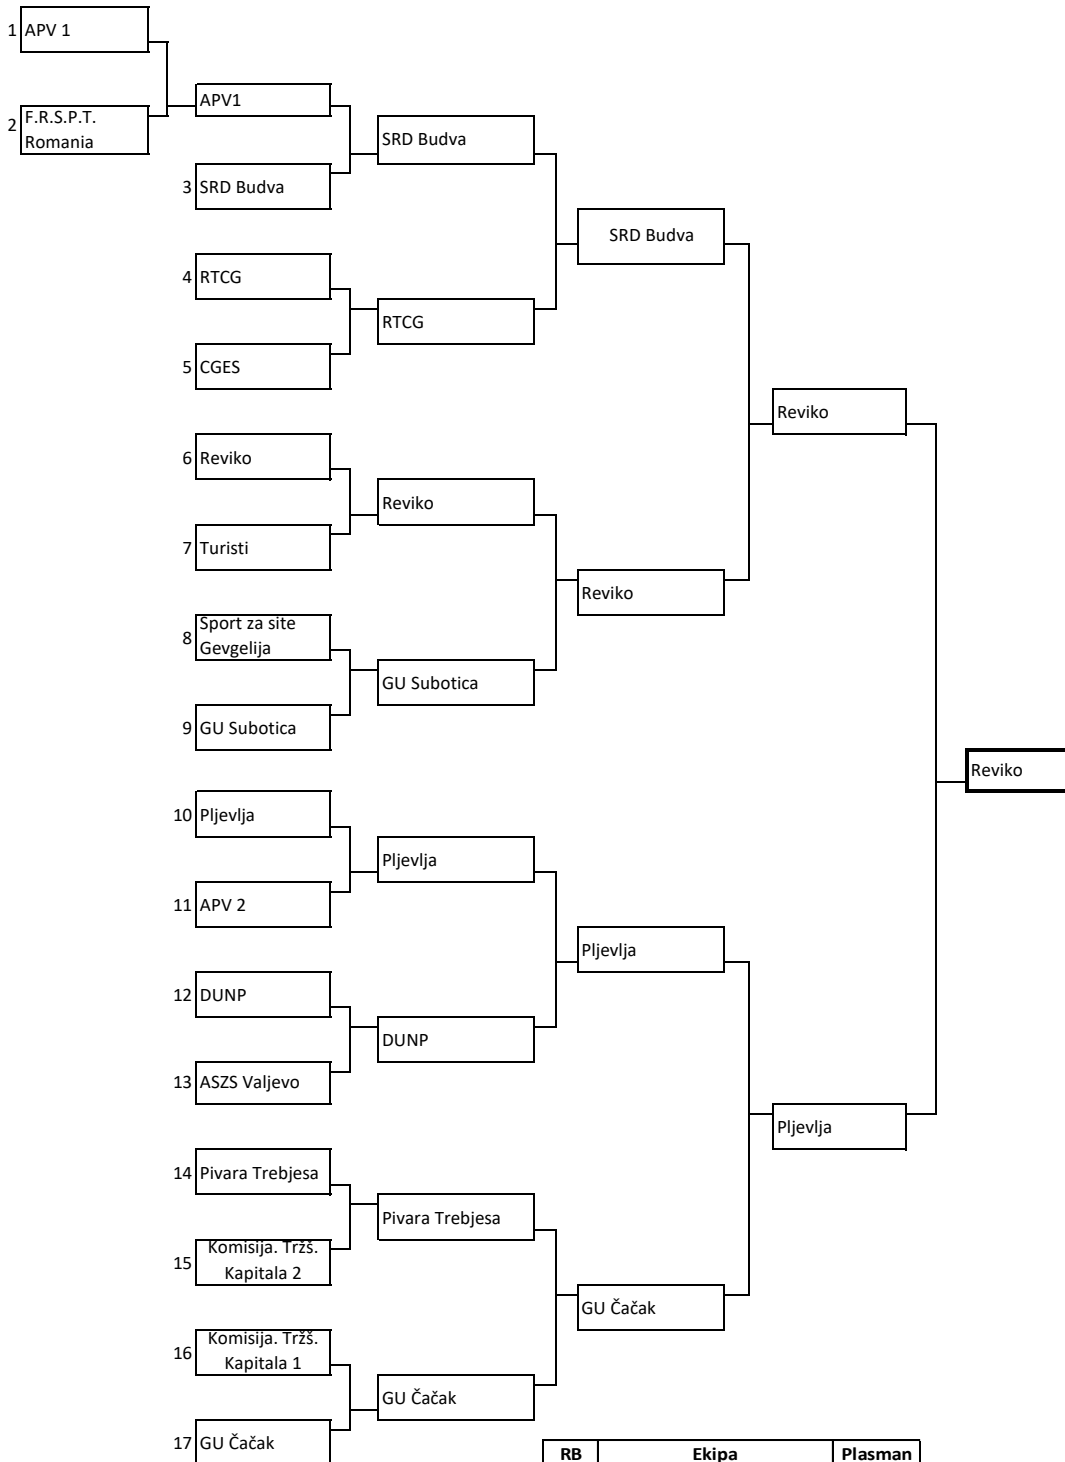 1 APV 1
2 F.R.S.P.T.
Romania
APV1
3 SRD Budva
SRD Budva
4 RTCG
5 CGES
RTCG
SRD Budva
6 Reviko
7 Turisti
Reviko
8 Sport za site
Gevgelija
9 GU Subotica
GU Subotica
Reviko
Reviko
10 Pljevlja
11 APV 2
Pljevlja
12 DUNP
13 ASZS Valjevo
DUNP
Pljevlja
14 Pivara Trebjesa
15 Komisija. Tržš.
Kapitala 2
Pivara Trebjesa
16 Komisija. Tržš.
Kapitala 1
17 GU Čačak
GU Čačak
GU Čačak
Pljevlja
Reviko
RB Ekipa Plasman